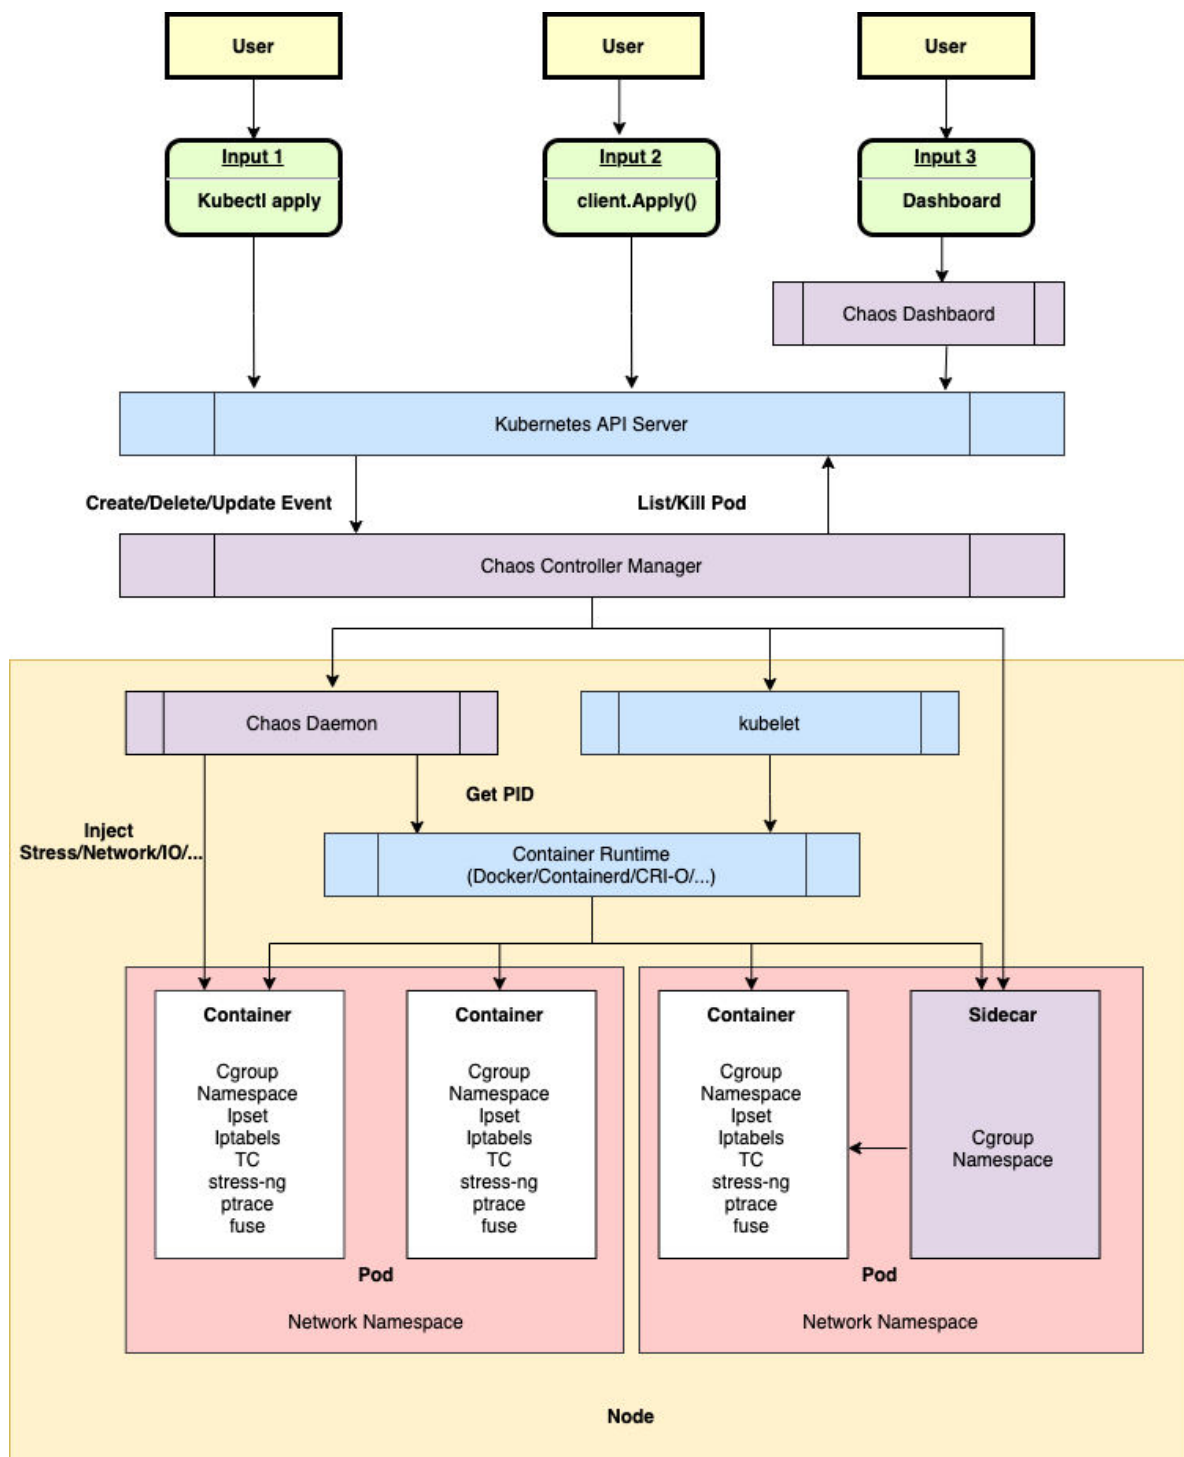 User
User
User
Input 1
Kubectl apply
Input 2
client.Apply()
Input 3
Dashboard
Chaos Dashbaord
Kubernetes API Server
Create/Delete/Update Event
List/Kill Pod
Chaos Controller Manager
Chaos Daemon
kubelet
Get PID
Inject
Stress/Network/IO/...
Container Runtime
(Docker/Containerd/CRI-O/...)
Container
Cgroup
Namespace
Ipset
Iptabels
TC
stress-ng
ptrace
fuse
Container
Cgroup
Namespace
Ipset
Iptabels
TC
stress-ng
ptrace
fuse
Pod
Network Namespace
Container
Cgroup
Namespace
Ipset
Iptabels
TC
stress-ng
ptrace
fuse
Sidecar
Cgroup
Namespace
Pod
Network Namespace
Node